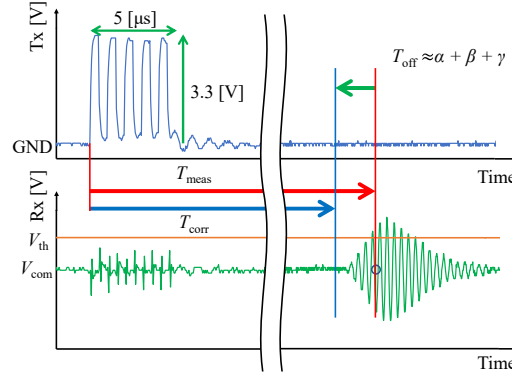 Tx [V]
5 [μs]
T_off ≈ α + β + γ
3.3 [V]
GND
Time
T_meas
Rx [V]
T_corr
V_th
V_com
Time